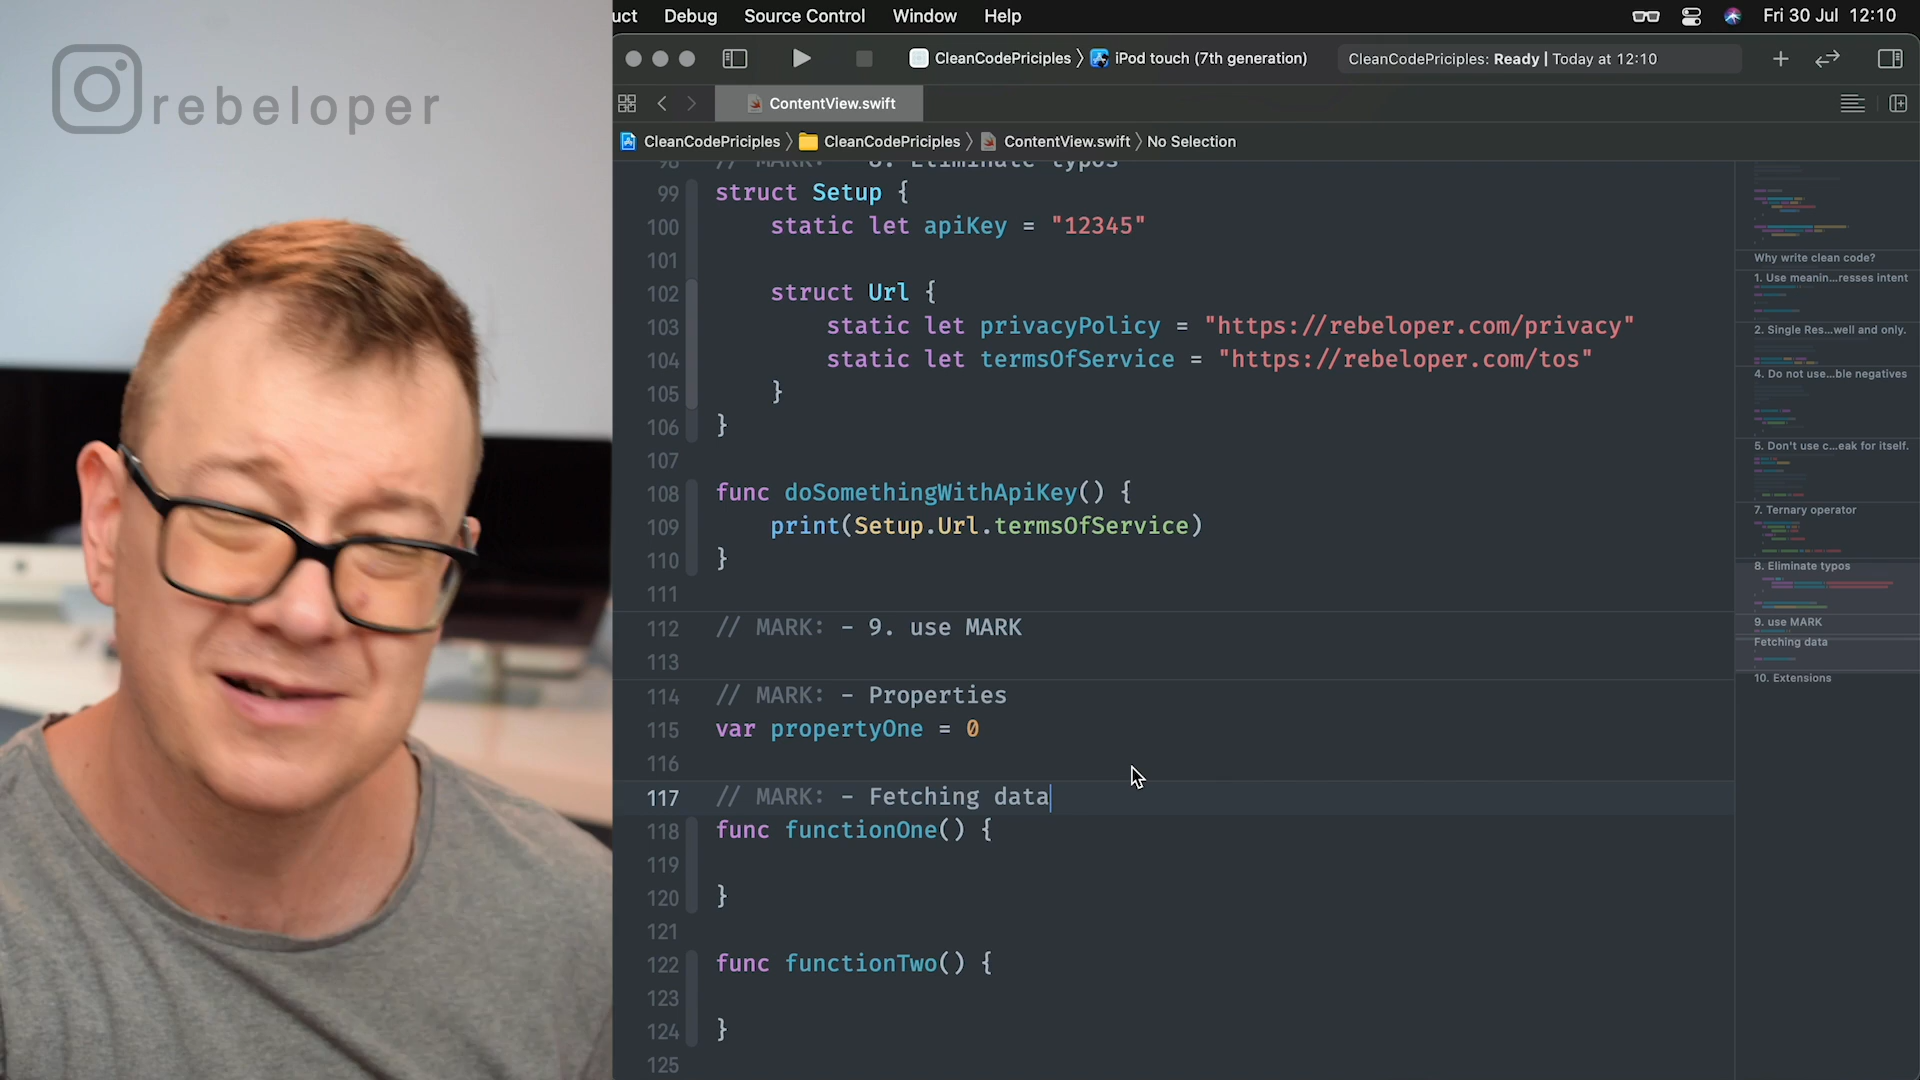 rebeloper
uct Debug Source Control Window Help Fri 30 Jul 12:10
CleanCodePriciples iPod touch (7th generation) CleanCodePriciples: Ready | Today at 12:10
ContentView.swift
CleanCodePriciples CleanCodePriciples ContentView.swift No Selection
98 // MARK: - 8. Eliminate typos
99 struct Setup {
100 static let apiKey = "12345"
101
102 struct Url {
103 static let privacyPolicy = "https://rebeloper.com/privacy"
104 static let termsOfService = "https://rebeloper.com/tos"
105 }
106 }
107
108 func doSomethingWithApiKey() {
109 print(Setup.Url.termsOfService)
110 }
111
112 // MARK: - 9. use MARK
113
114 // MARK: - Properties
115 var propertyOne = 0
116
117 // MARK: - Fetching data
118 func functionOne() {
119
120 }
121
122 func functionTwo() {
123
124 }
125
Why write clean code?
1. Use meanin...resses intent
2. Single Res...well and only.
4. Do not use...ble negatives
5. Don't use c...eak for itself.
7. Ternary operator
8. Eliminate typos
9. use MARK
Fetching data
10. Extensions